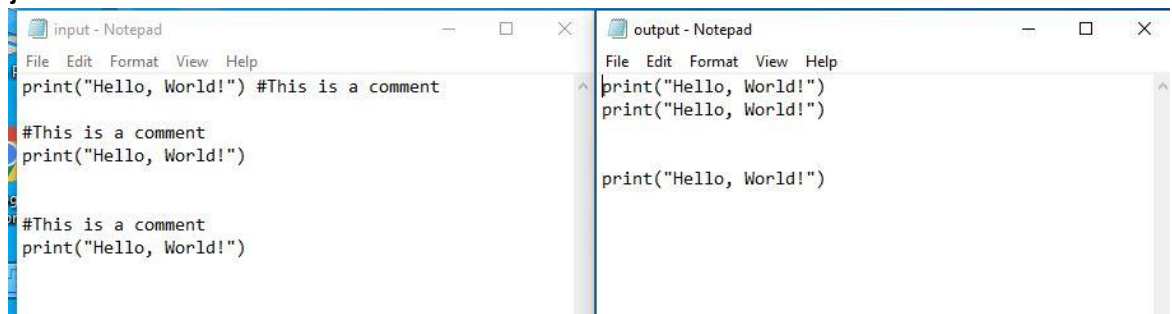 input - Notepad
File Edit Format View Help
print("Hello, World!") #This is a comment
#This is a comment
print("Hello, World!")
#This is a comment
print("Hello, World!")
output - Notepad
File Edit Format View Help
print("Hello, World!")
print("Hello, World!")
print("Hello, World!")